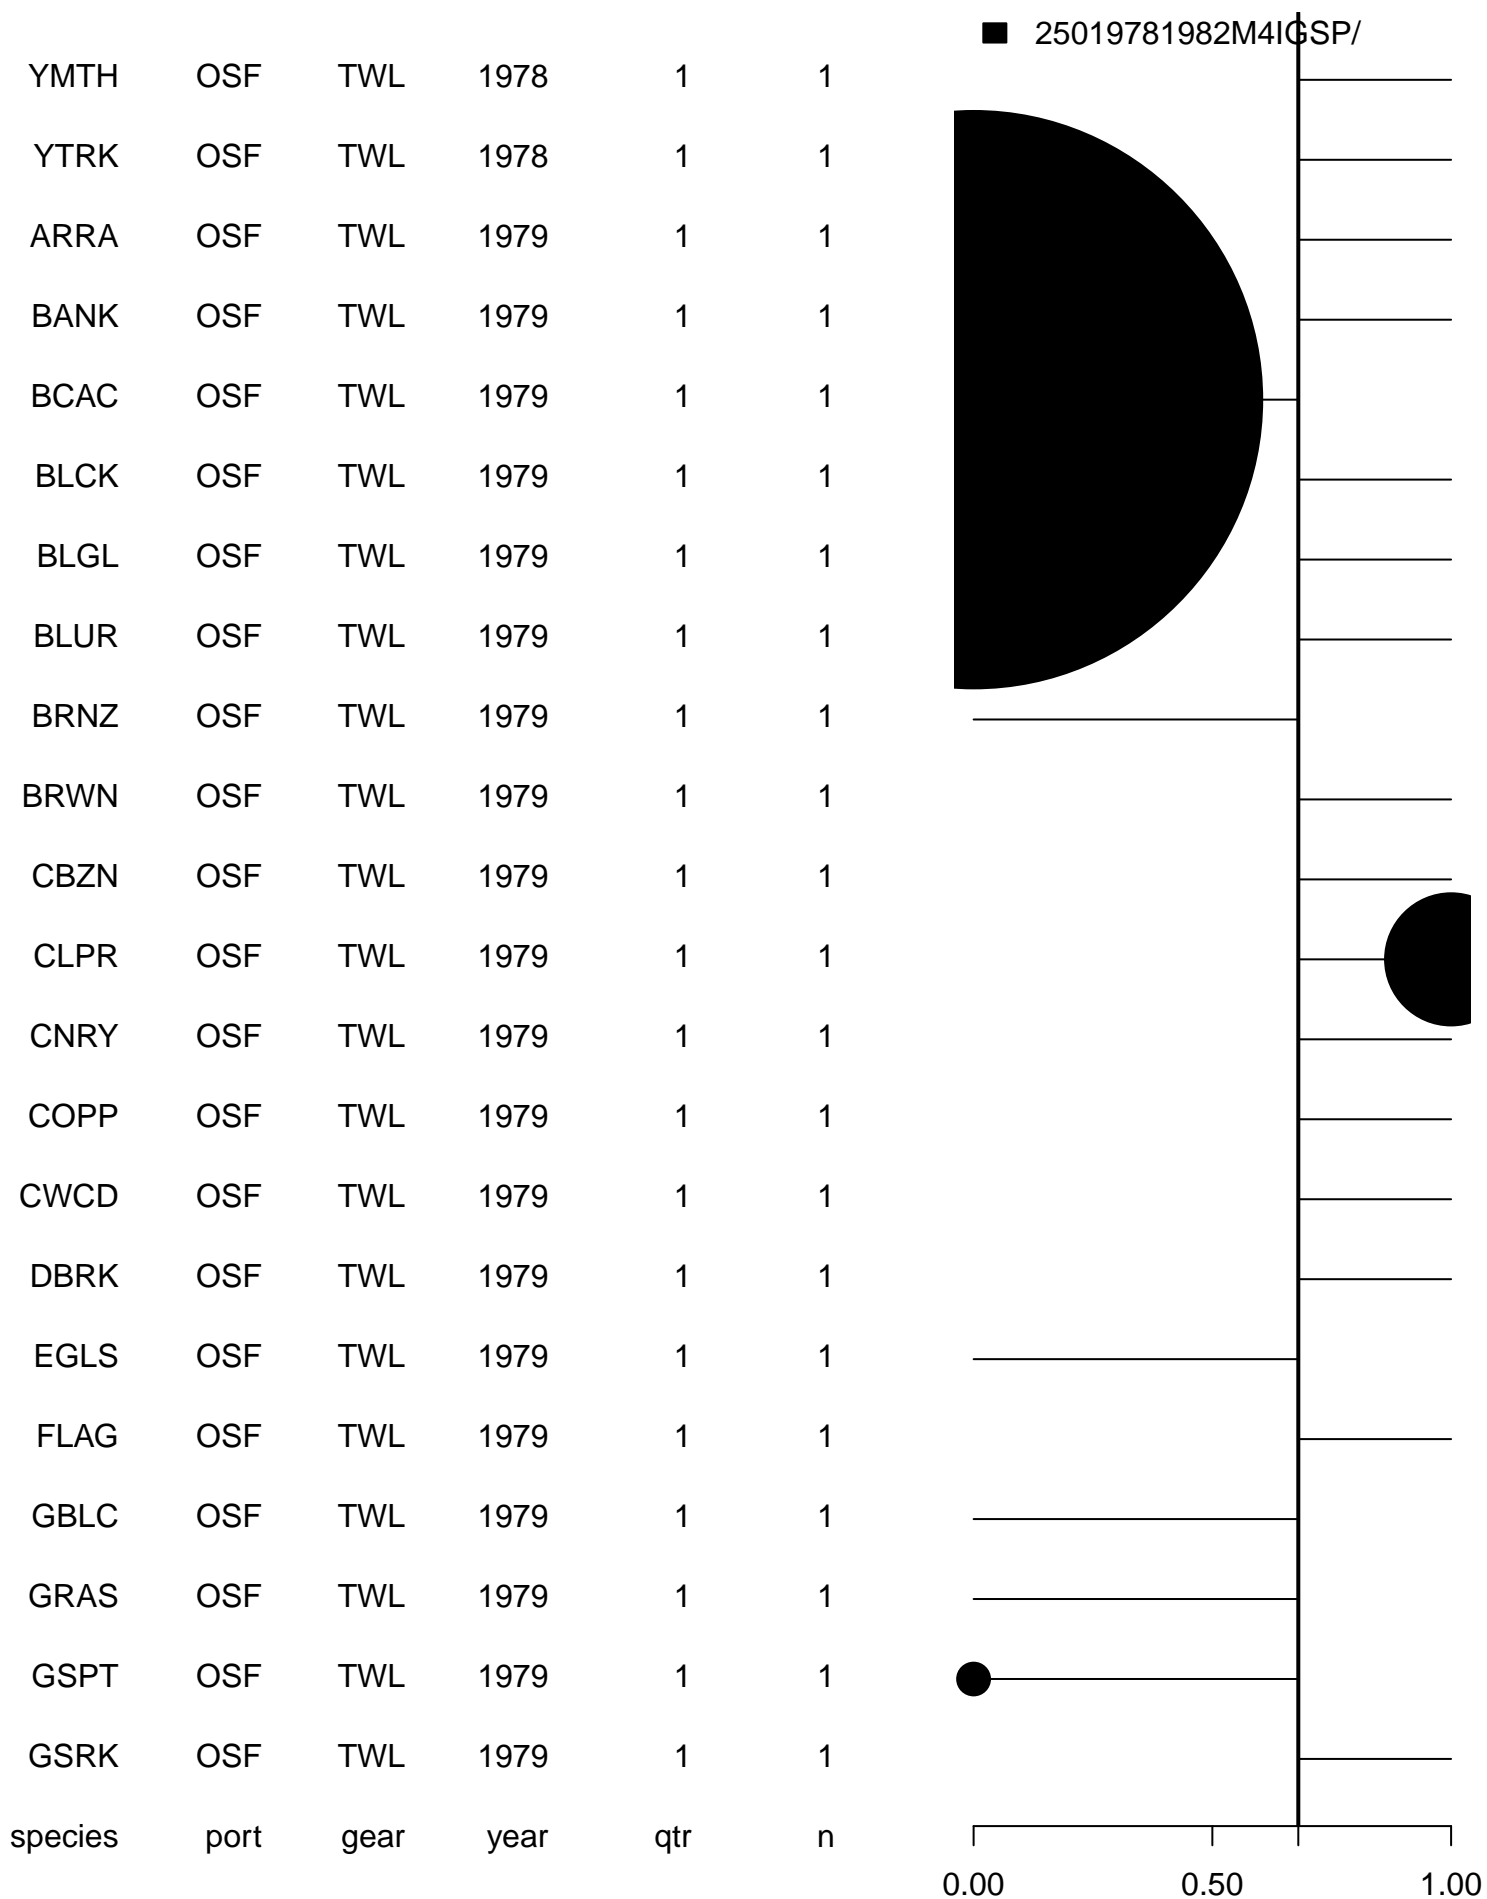 25019781982M4IGSP/
YMTH OSF TWL 1978 1 1
YTRK OSF TWL 1978 1 1
ARRA OSF TWL 1979 1 1
BANK OSF TWL 1979 1 1
BCAC OSF TWL 1979 1 1
BLCK OSF TWL 1979 1 1
BLGL OSF TWL 1979 1 1
BLUR OSF TWL 1979 1 1
BRNZ OSF TWL 1979 1 1
BRWN OSF TWL 1979 1 1
CBZN OSF TWL 1979 1 1
CLPR OSF TWL 1979 1 1
CNRY OSF TWL 1979 1 1
COPP OSF TWL 1979 1 1
CWCD OSF TWL 1979 1 1
DBRK OSF TWL 1979 1 1
EGLS OSF TWL 1979 1 1
FLAG OSF TWL 1979 1 1
GBLC OSF TWL 1979 1 1
GRAS OSF TWL 1979 1 1
GSPT OSF TWL 1979 1 1
GSRK OSF TWL 1979 1 1
species port gear year qtr n
0.00 0.50 1.00